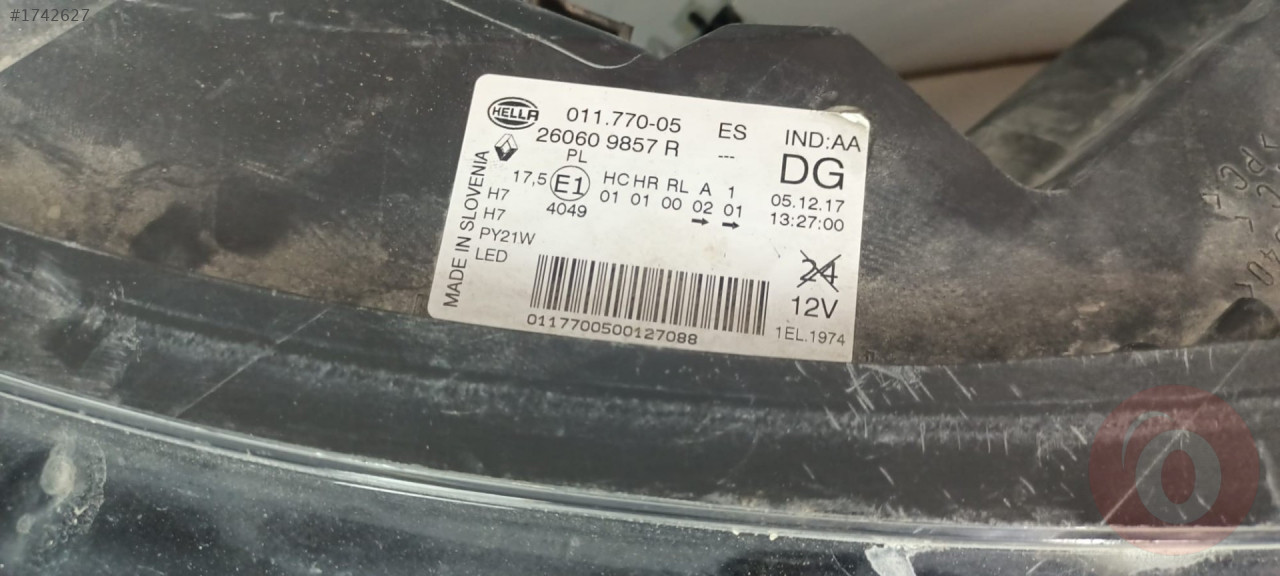 #1742627
HELLA 011.770-05 ES IND:AA
26060 9857 R --- DG
PL
17,5 E1 HC HR RL A 1 05.12.17
H7 4049 01 01 00 02 01 13:27:00
H7
PY21W
LED
MADE IN SLOVENIA
24
12V
0117700500127088
1EL.1974